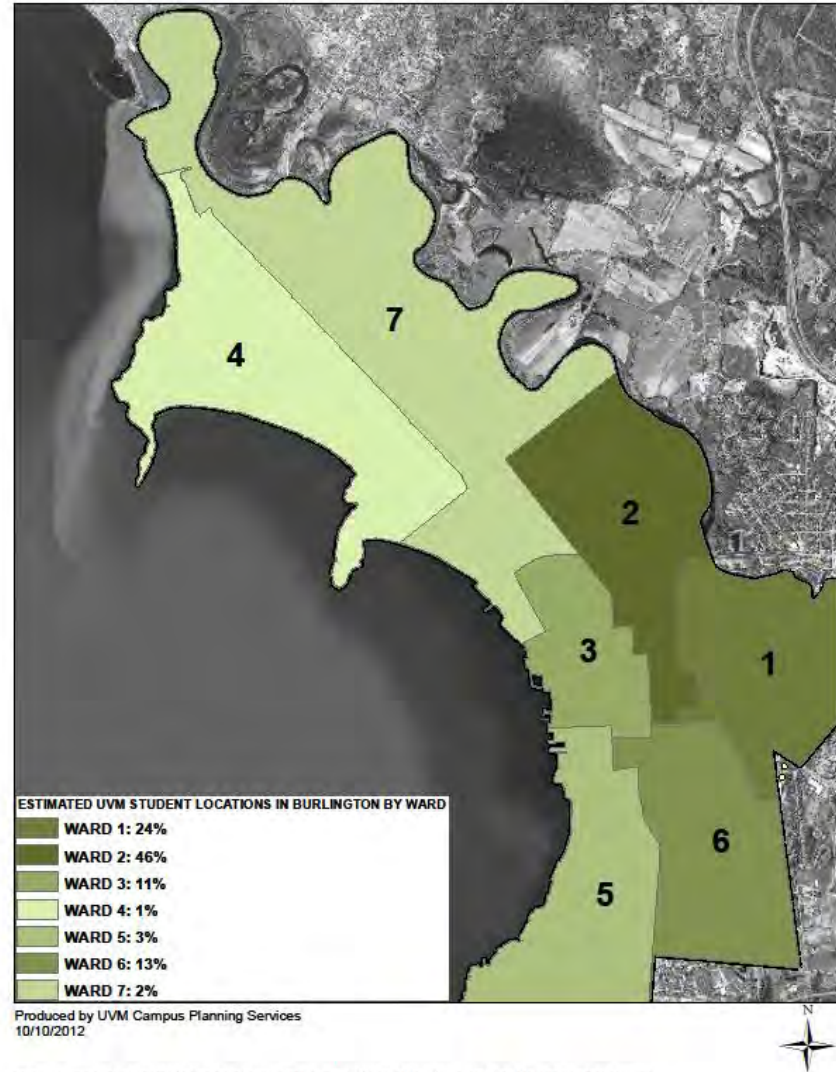 7
4
2
1
3
6
5
ESTIMATED UVM STUDENT LOCATIONS IN BURLINGTON BY WARD
WARD 1: 24%
WARD 2: 46%
WARD 3: 11%
WARD 4: 1%
WARD 5: 3%
WARD 6: 13%
WARD 7: 2%
Produced by UVM Campus Planning Services
10/10/2012
N